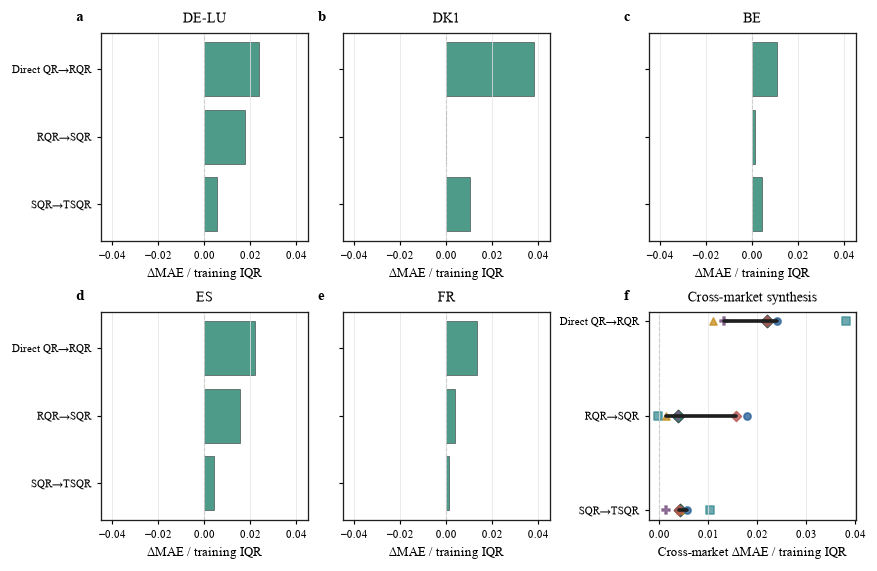 a DE-LU
Direct QR→RQR
RQR→SQR
SQR→TSQR
−0.04 −0.02 0.00 0.02 0.04
ΔMAE / training IQR
b DK1
−0.04 −0.02 0.00 0.02 0.04
ΔMAE / training IQR
c BE
−0.04 −0.02 0.00 0.02 0.04
ΔMAE / training IQR
d ES
Direct QR→RQR
RQR→SQR
SQR→TSQR
−0.04 −0.02 0.00 0.02 0.04
ΔMAE / training IQR
e FR
−0.04 −0.02 0.00 0.02 0.04
ΔMAE / training IQR
f Cross-market synthesis
Direct QR→RQR
RQR→SQR
SQR→TSQR
0.00 0.01 0.02 0.03 0.04
Cross-market ΔMAE / training IQR